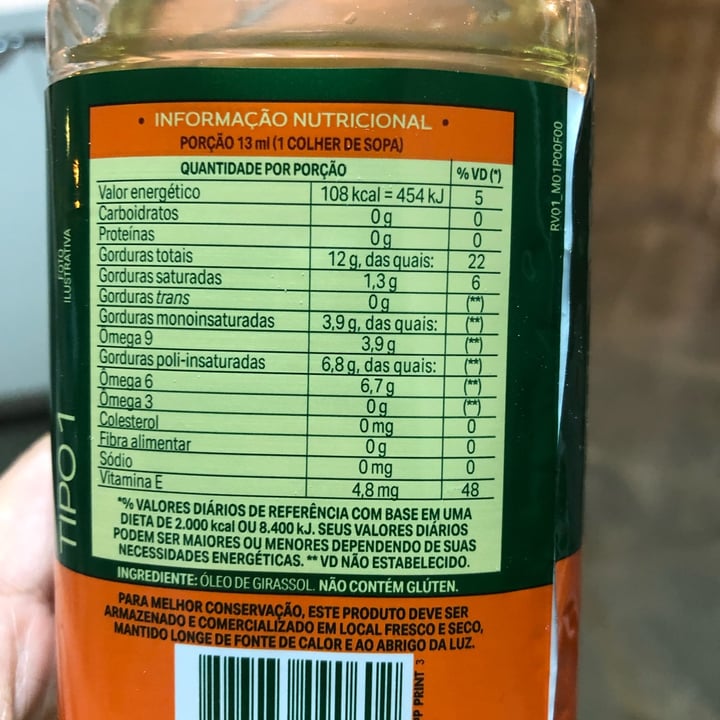 • INFORMAÇÃO NUTRICIONAL •
PORÇÃO 13 ml (1 COLHER DE SOPA)
QUANTIDADE POR PORÇÃO % VD (*)
Valor energético 108 kcal = 454 kJ 5
Carboidratos 0 g 0
Proteínas 0 g 0
Gorduras totais 12 g, das quais: 22
Gorduras saturadas 1,3 g 6
Gorduras trans 0 g (**)
Gorduras monoinsaturadas 3,9 g, das quais: (**)
Ômega 9 3,9 g (**)
Gorduras poli-insaturadas 6,8 g, das quais: (**)
Ômega 6 6,7 g (**)
Ômega 3 0 g (**)
Colesterol 0 mg 0
Fibra alimentar 0 g 0
Sódio 0 mg 0
Vitamina E 4,8 mg 48
*% VALORES DIÁRIOS DE REFERÊNCIA COM BASE EM UMA
DIETA DE 2.000 kcal OU 8.400 kJ. SEUS VALORES DIÁRIOS
PODEM SER MAIORES OU MENORES DEPENDENDO DE SUAS
NECESSIDADES ENERGÉTICAS. ** VD NÃO ESTABELECIDO.
INGREDIENTE: ÓLEO DE GIRASSOL. NÃO CONTÉM GLÚTEN.
PARA MELHOR CONSERVAÇÃO, ESTE PRODUTO DEVE SER
ARMAZENADO E COMERCIALIZADO EM LOCAL FRESCO E SECO,
MANTIDO LONGE DE FONTE DE CALOR E AO ABRIGO DA LUZ.
FOTO
ILUSTRATIVA
TIPO 1
RV01_M01P00F00
P PRINT 3